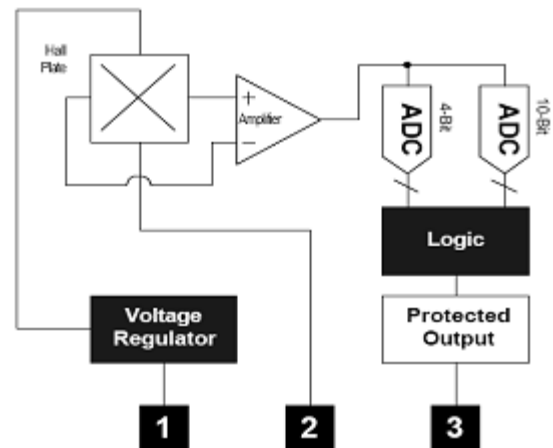 Hall
Plate
+
Amplifier
−
ADC
4-Bit
ADC
10-Bit
Logic
Voltage
Regulator
Protected
Output
1
2
3